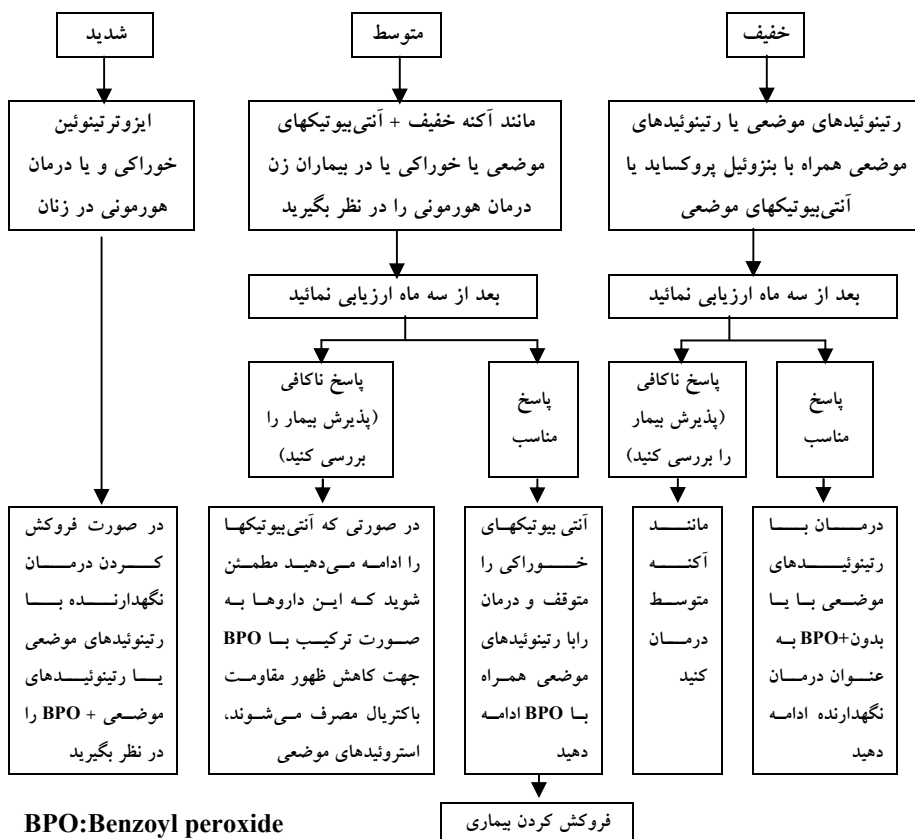 خفیف
رتینوئیدهای موضعی یا رتینوئیدهای
موضعی همراه با بنزوئیل پروکساید یا
آنتی‌بیوتیکهای موضعی
بعد از سه ماه ارزیابی نمائید
پاسخ
مناسب
درمان با
رتینوئیدهای
موضعی با یا
بدون+BPO به
عنوان درمان
نگهدارنده ادامه
دهید
پاسخ ناکافی
(پذیرش بیمار
را بررسی کنید)
مانند
آکنه
متوسط
درمان
کنید
متوسط
مانند آکنه خفیف + آنتی‌بیوتیکهای
موضعی یا خوراکی یا در بیماران زن
درمان هورمونی را در نظر بگیرید
بعد از سه ماه ارزیابی نمائید
پاسخ
مناسب
آنتی بیوتیکهای
خوراکی را
متوقف و درمان
رابا رتینوئیدهای
موضعی همراه
با BPO ادامه
دهید
فروکش کردن بیماری
پاسخ ناکافی
(پذیرش بیمار را
بررسی کنید)
در صورتی که آنتی‌بیوتیکها
را ادامه می‌دهید مطمئن
شوید که این داروها به
صورت ترکیب با BPO
جهت کاهش ظهور مقاومت
باکتریال مصرف می‌شوند،
استروئیدهای موضعی
شدید
ایزوترتینوئین
خوراکی و یا درمان
هورمونی در زنان
در صورت فروکش
کردن درمان
نگهدارنده با
رتینوئیدهای موضعی
یا رتینوئیدهای
موضعی + BPO را
در نظر بگیرید
BPO:Benzoyl peroxide